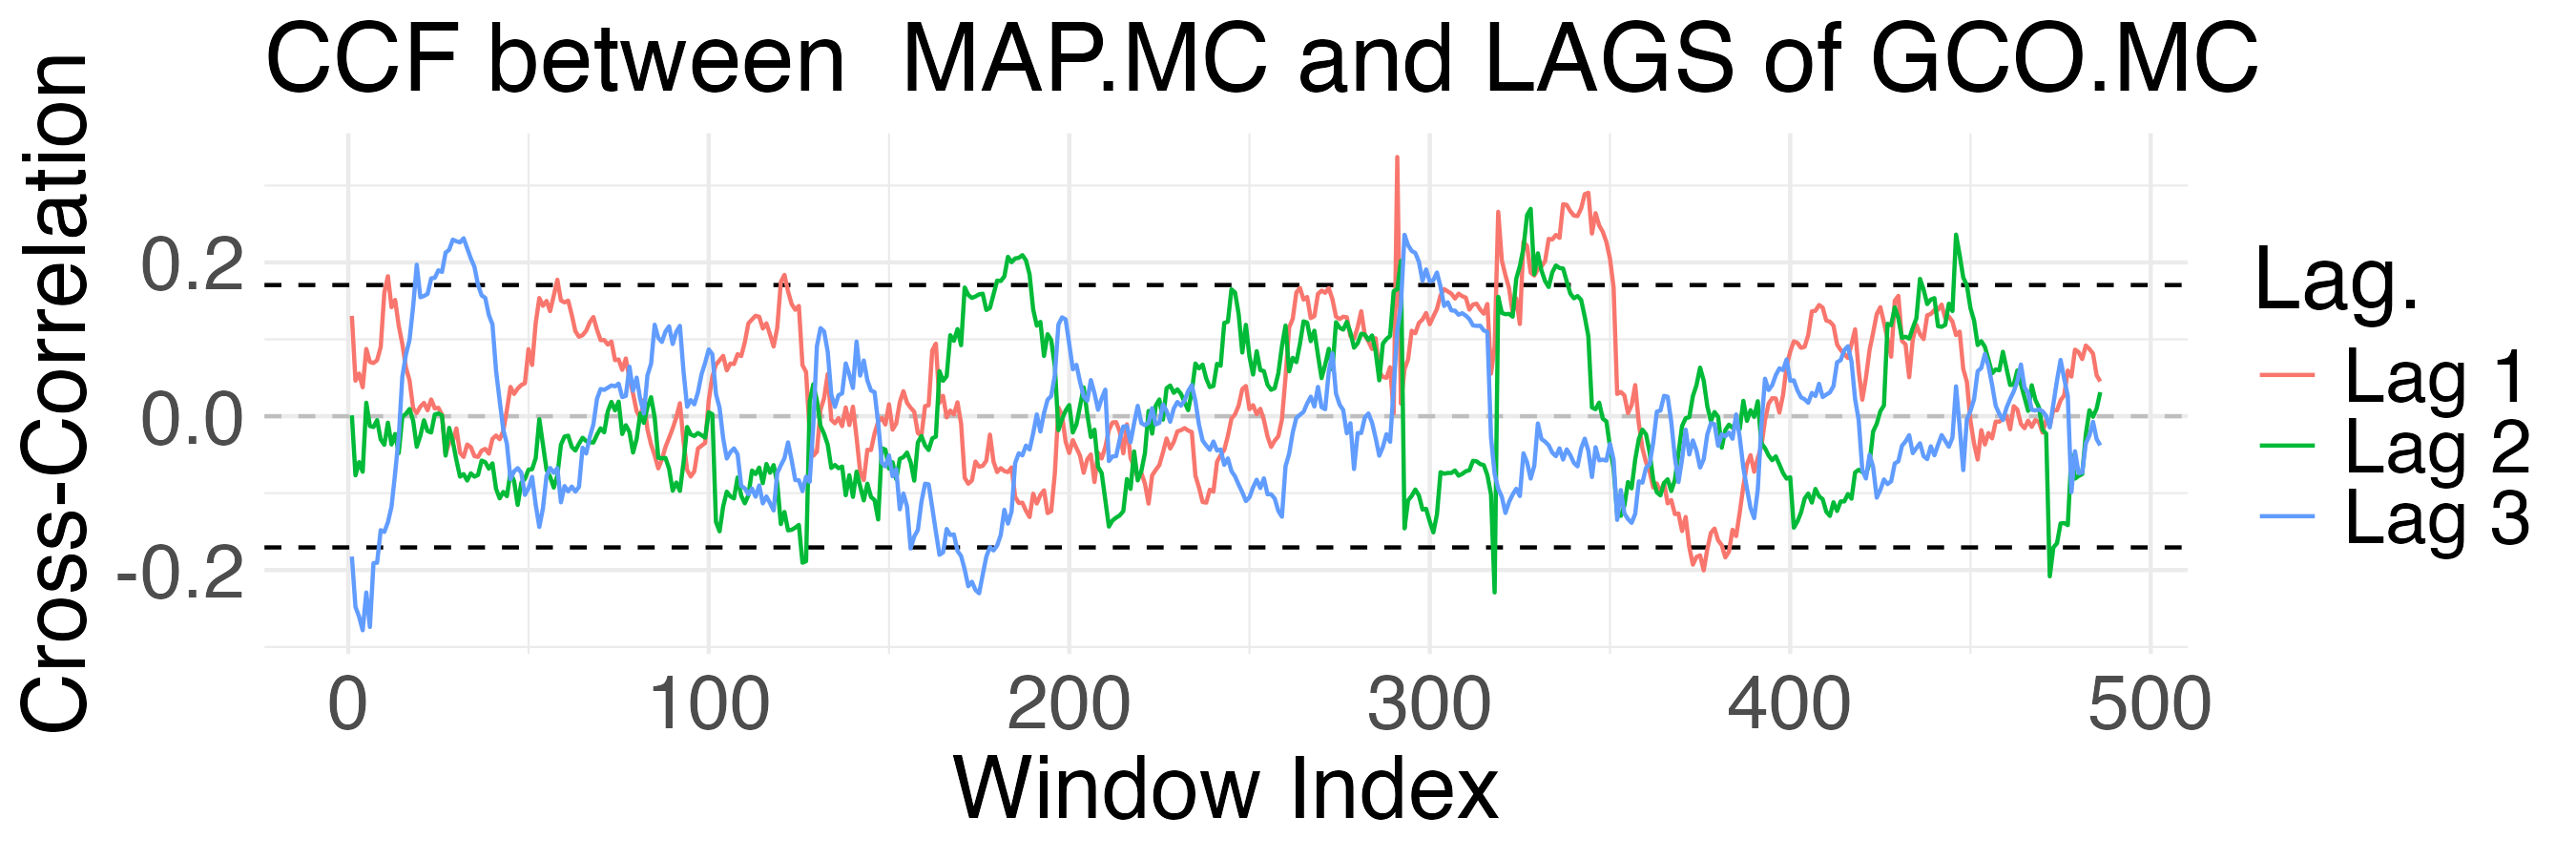 CCF between  MAP.MC and LAGS of GCO.MC
Cross-Correlation
0.2
0.0
-0.2
0 100 200 300 400 500
Window Index
Lag.
Lag 1
Lag 2
Lag 3